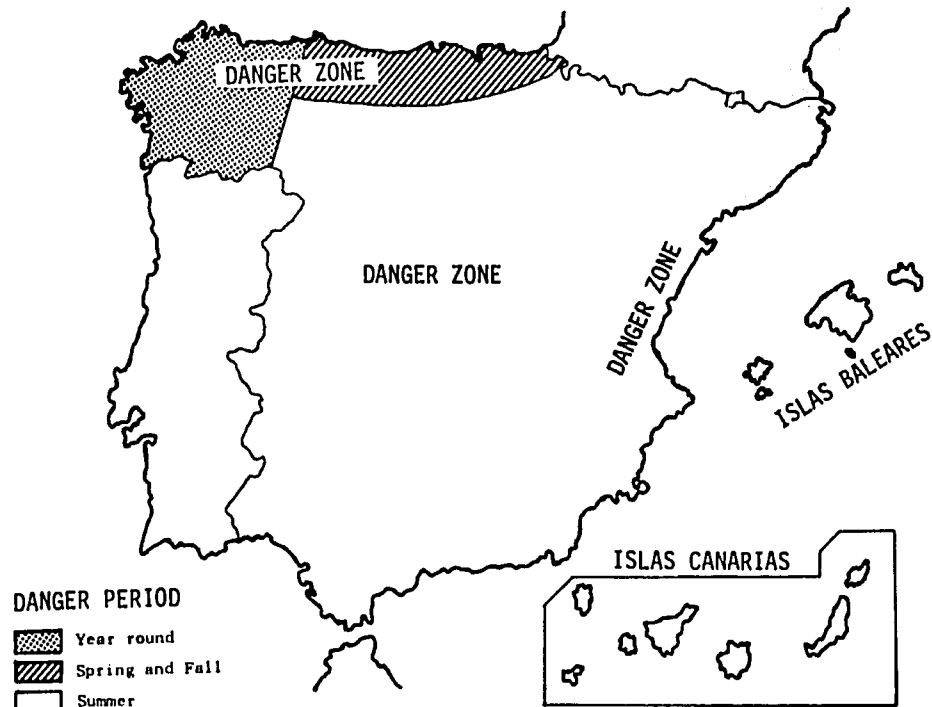 DANGER ZONE
DANGER ZONE
DANGER ZONE
ISLAS BALEARES
ISLAS CANARIAS
DANGER PERIOD
Year round
Spring and Fall
Summer